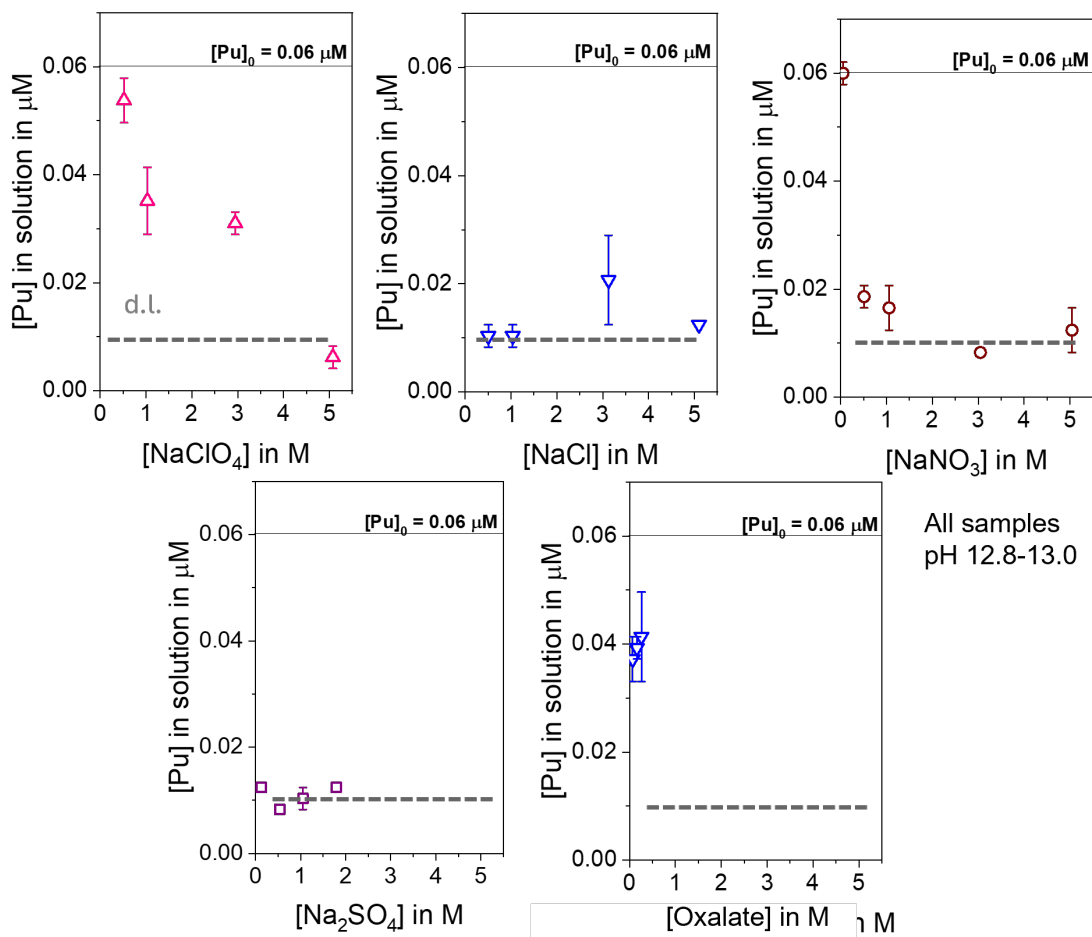 [Pu]₀ = 0.06 μM
[Pu] in solution in μM
0.06
0.04
0.02
0.00
d.l.
0 1 2 3 4 5
[NaClO₄] in M
[Pu]₀ = 0.06 μM
[Pu] in solution in μM
0.06
0.04
0.02
0.00
0 1 2 3 4 5
[NaCl] in M
[Pu]₀ = 0.06 μM
[Pu] in solution in μM
0.06
0.04
0.02
0.00
0 1 2 3 4 5
[NaNO₃] in M
[Pu]₀ = 0.06 μM
[Pu] in solution in μM
0.06
0.04
0.02
0.00
0 1 2 3 4 5
[Na₂SO₄] in M
[Pu]₀ = 0.06 μM
[Pu] in solution in μM
0.06
0.04
0.02
0.00
0 1 2 3 4 5
[Oxalate] in M
ı M
All samples
pH 12.8-13.0